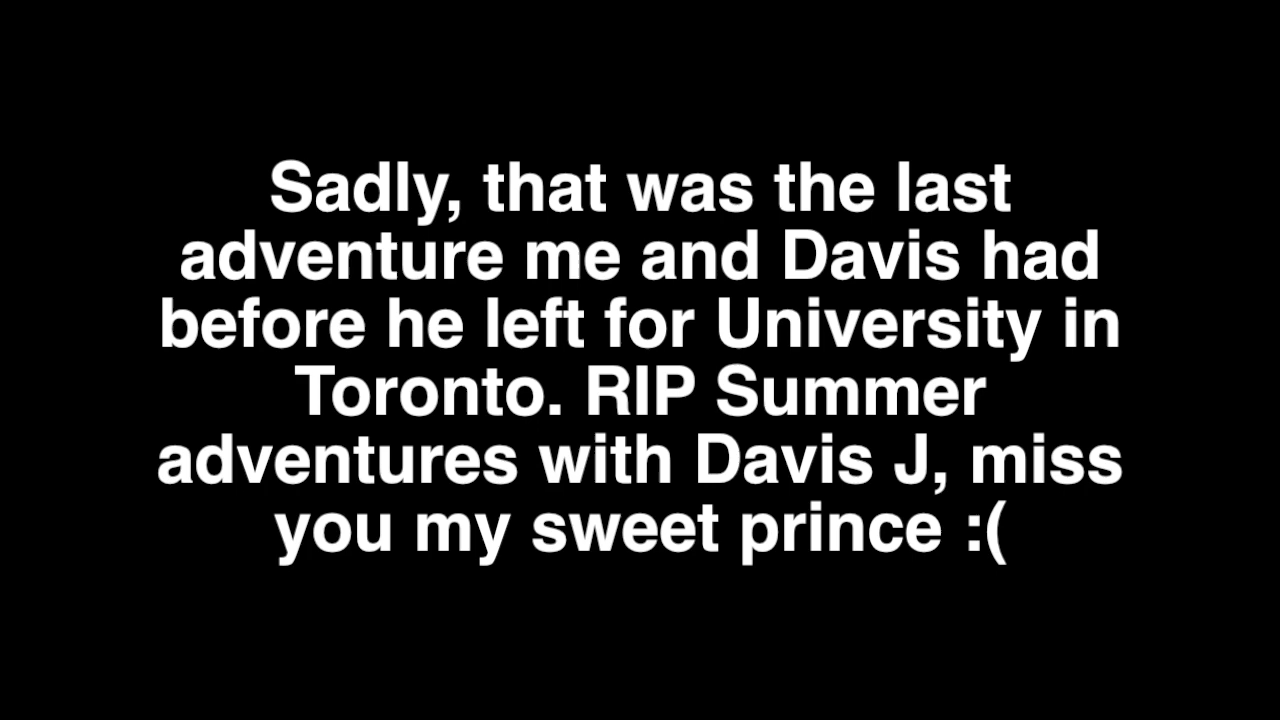 Sadly, that was the last
adventure me and Davis had
before he left for University in
Toronto. RIP Summer
adventures with Davis J, miss
you my sweet prince :(